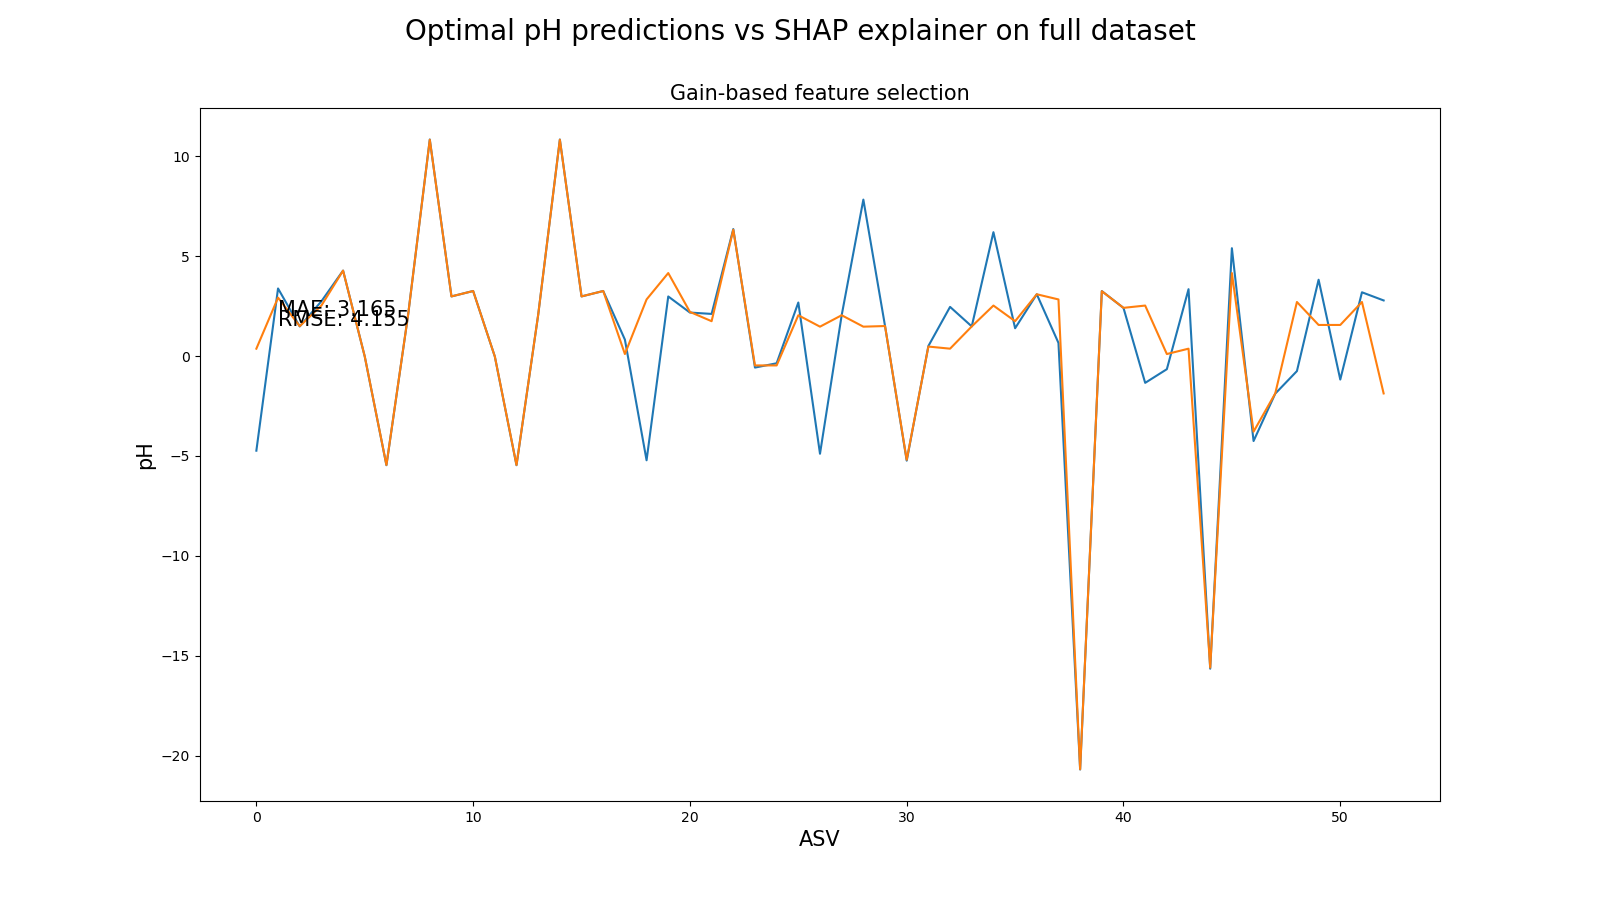 Optimal pH predictions vs SHAP explainer on full dataset
Gain-based feature selection
10
5
0
−5
−10
−15
−20
pH
MAE: 3.165
RMSE: 4.155
0 10 20 30 40 50
ASV